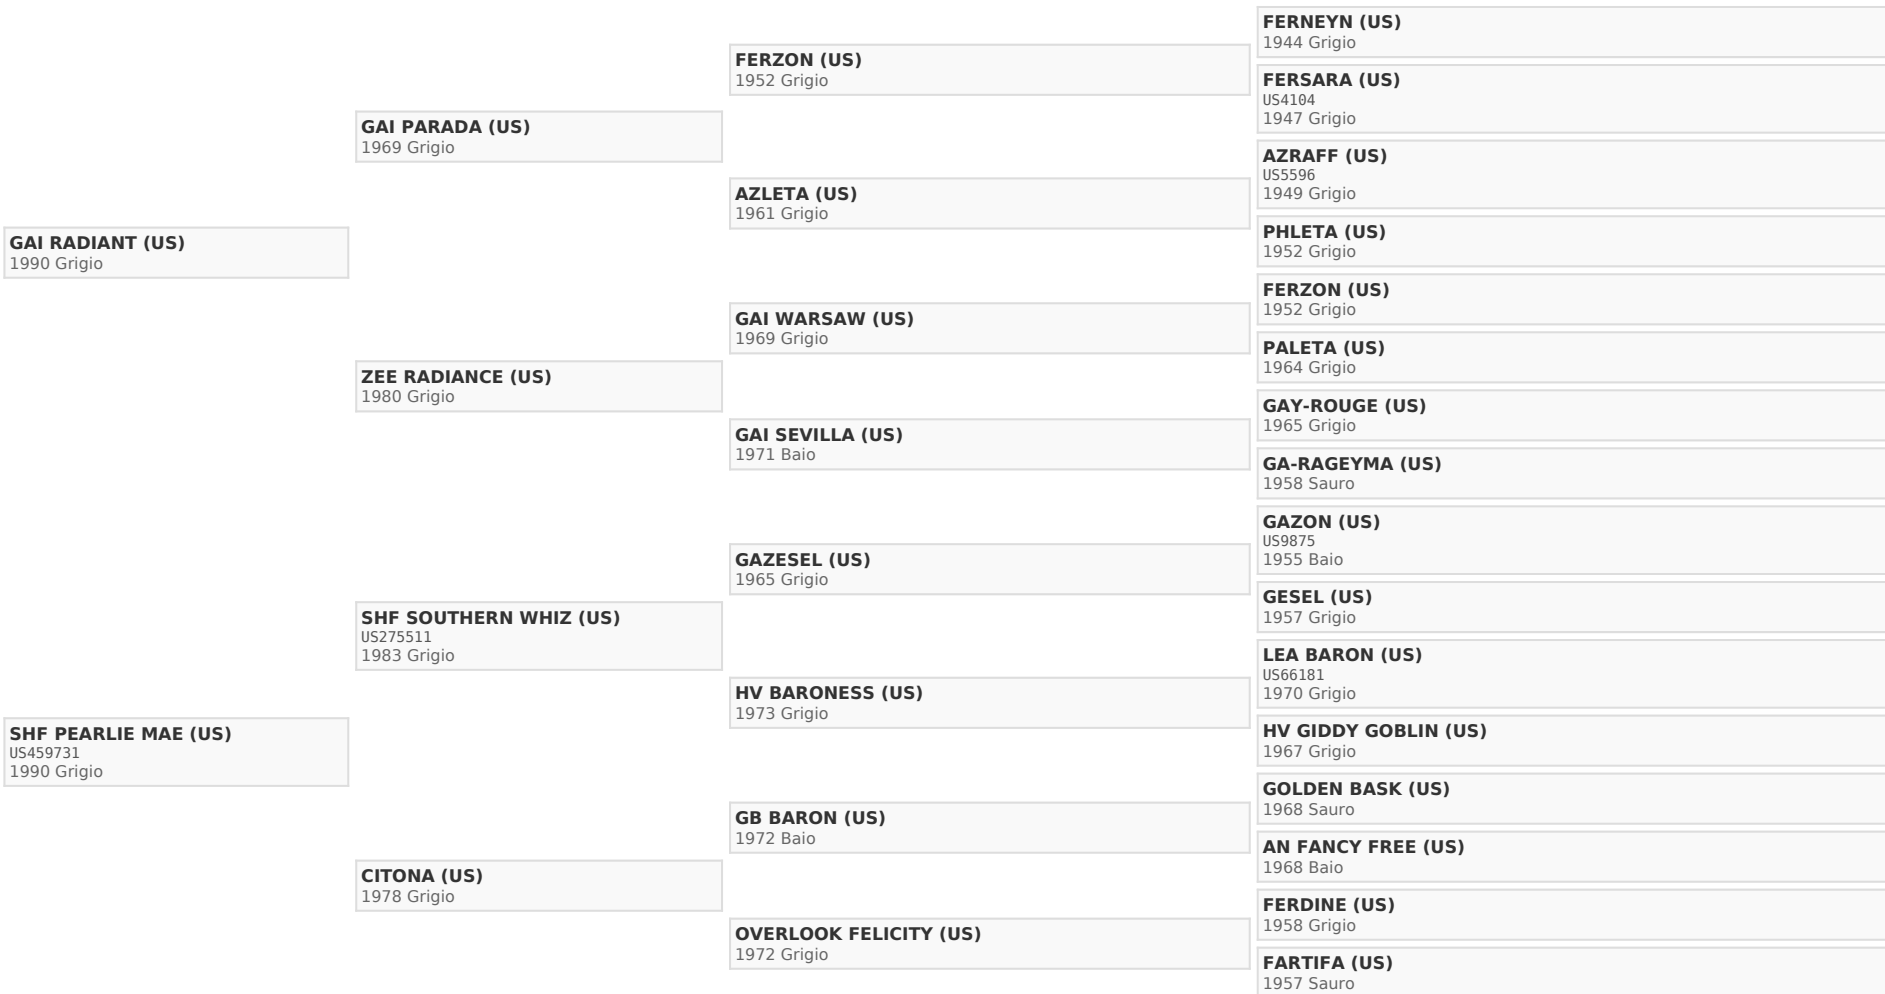 GAI RADIANT (US)
1990 Grigio
SHF PEARLIE MAE (US)
US459731
1990 Grigio
GAI PARADA (US)
1969 Grigio
ZEE RADIANCE (US)
1980 Grigio
SHF SOUTHERN WHIZ (US)
US275511
1983 Grigio
CITONA (US)
1978 Grigio
FERZON (US)
1952 Grigio
AZLETA (US)
1961 Grigio
GAI WARSAW (US)
1969 Grigio
GAI SEVILLA (US)
1971 Baio
GAZESEL (US)
1965 Grigio
HV BARONESS (US)
1973 Grigio
GB BARON (US)
1972 Baio
OVERLOOK FELICITY (US)
1972 Grigio
FERNEYN (US)
1944 Grigio
FERSARA (US)
US4104
1947 Grigio
AZRAFF (US)
US5596
1949 Grigio
PHLETA (US)
1952 Grigio
FERZON (US)
1952 Grigio
PALETA (US)
1964 Grigio
GAY-ROUGE (US)
1965 Grigio
GA-RAGEYMA (US)
1958 Sauro
GAZON (US)
US9875
1955 Baio
GESEL (US)
1957 Grigio
LEA BARON (US)
US66181
1970 Grigio
HV GIDDY GOBLIN (US)
1967 Grigio
GOLDEN BASK (US)
1968 Sauro
AN FANCY FREE (US)
1968 Baio
FERDINE (US)
1958 Grigio
FARTIFA (US)
1957 Sauro